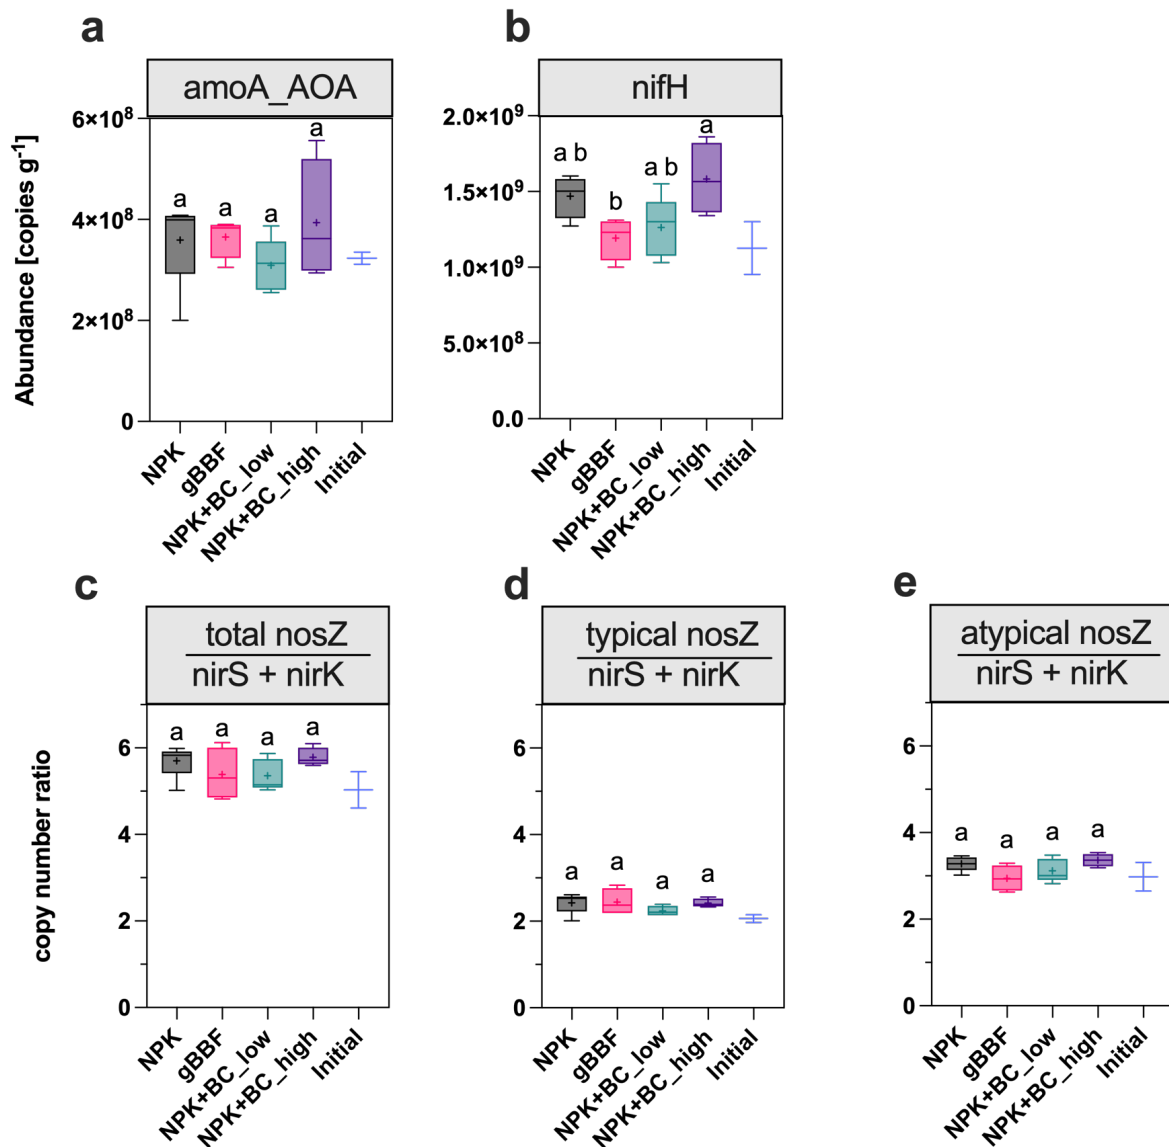 a
amoA_AOA
Abundance [copies g⁻¹]
6×10⁸
4×10⁸
2×10⁸
0
a
a
a
a
NPK
gBBF
NPK+BC_low
NPK+BC_high
Initial
b
nifH
2.0×10⁹
1.5×10⁹
1.0×10⁹
5.0×10⁸
0.0
a b
b
a b
a
NPK
gBBF
NPK+BC_low
NPK+BC_high
Initial
c
total nosZ
nirS + nirK
copy number ratio
6
4
2
0
a
a
a
a
NPK
gBBF
NPK+BC_low
NPK+BC_high
Initial
d
typical nosZ
nirS + nirK
6
4
2
0
a
a
a
a
NPK
gBBF
NPK+BC_low
NPK+BC_high
Initial
e
atypical nosZ
nirS + nirK
6
4
2
0
a
a
a
a
NPK
gBBF
NPK+BC_low
NPK+BC_high
Initial